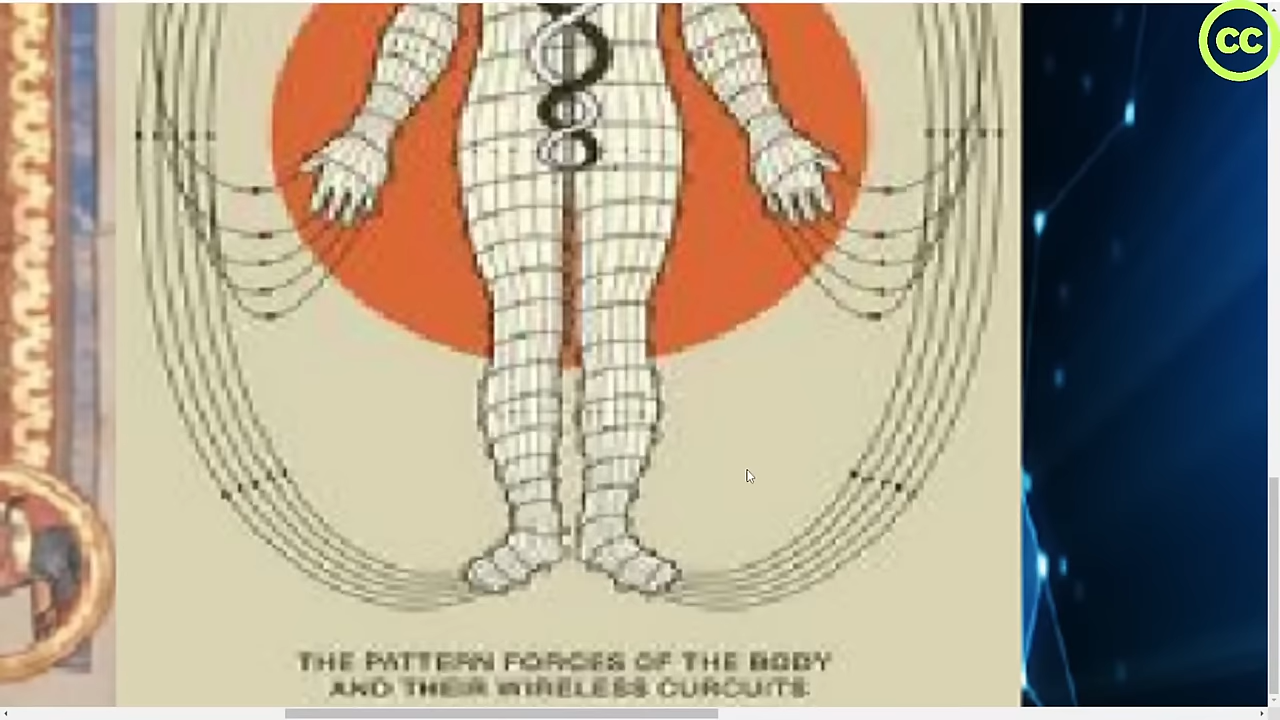 CC
THE PATTERN FORCES OF THE BODY
AND THEIR WIRELESS CURCUITS